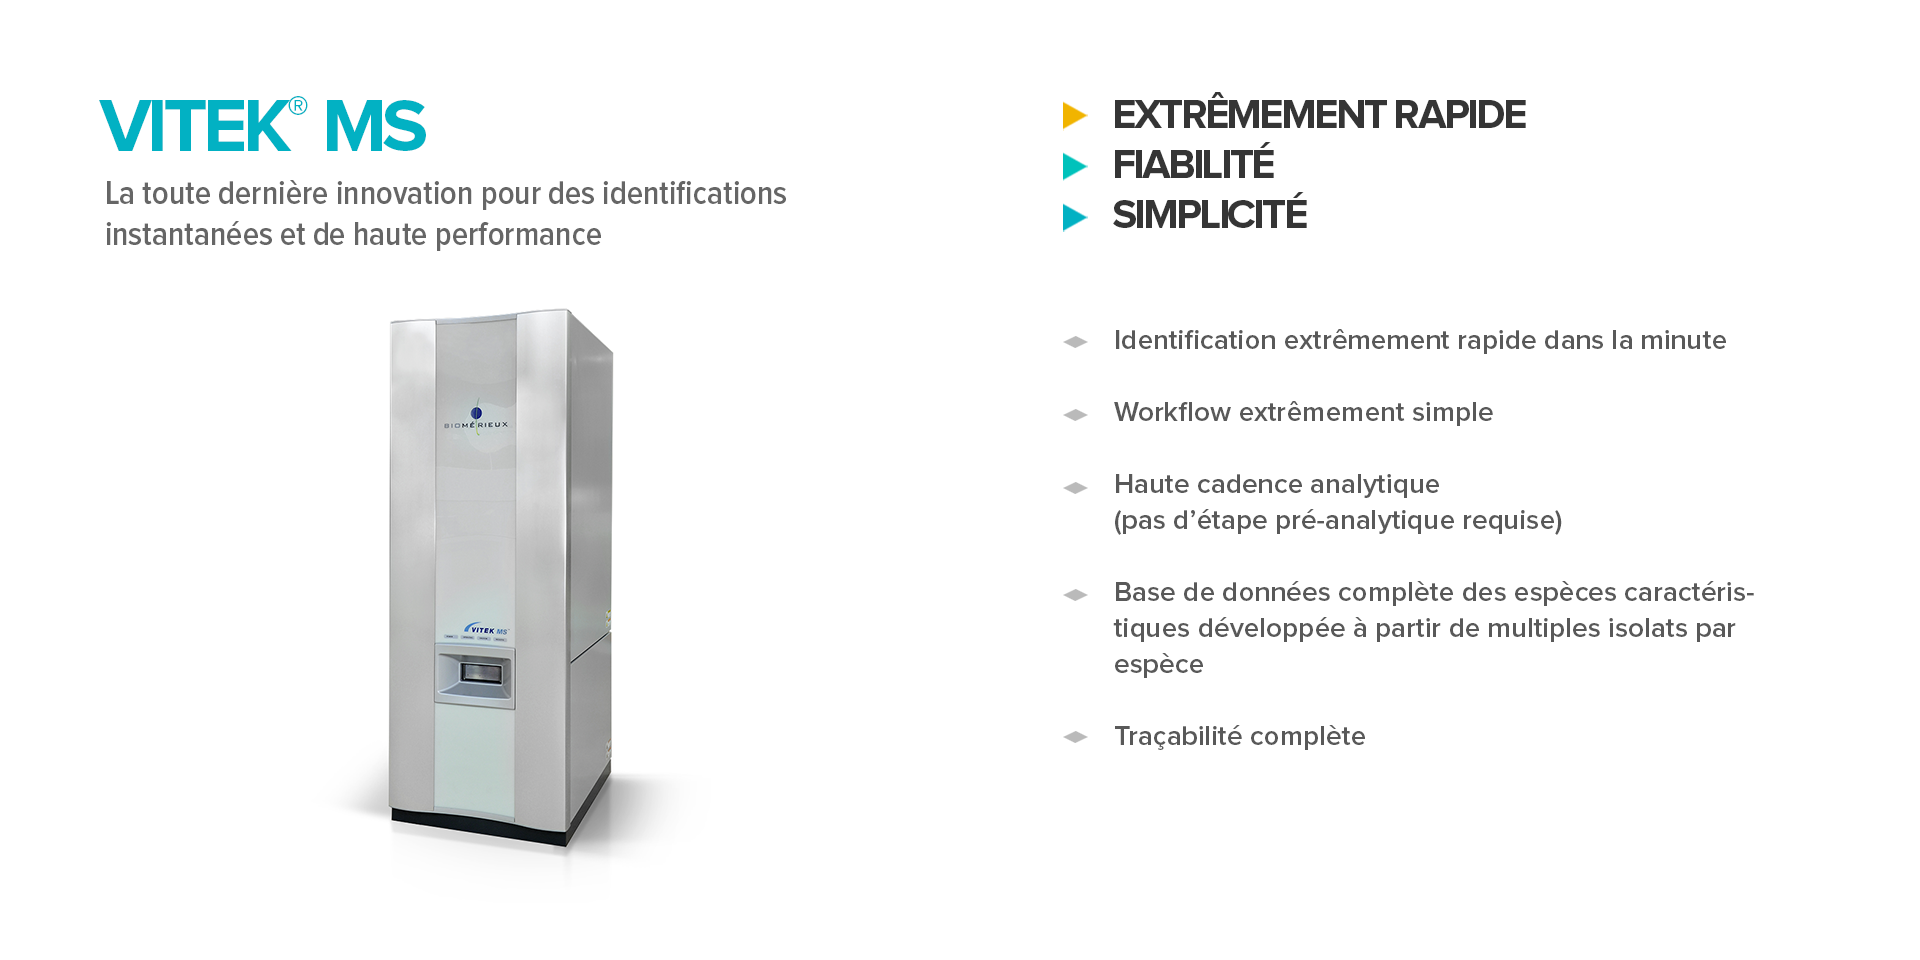 VITEK® MS
La toute dernière innovation pour des identifications
instantanées et de haute performance
BIOMÉRIEUX
VITEK MS
EXTRÊMEMENT RAPIDE
FIABILITÉ
SIMPLICITÉ
Identification extrêmement rapide dans la minute
Workflow extrêmement simple
Haute cadence analytique
(pas d’étape pré-analytique requise)
Base de données complète des espèces caractéris-
tiques développée à partir de multiples isolats par
espèce
Traçabilité complète